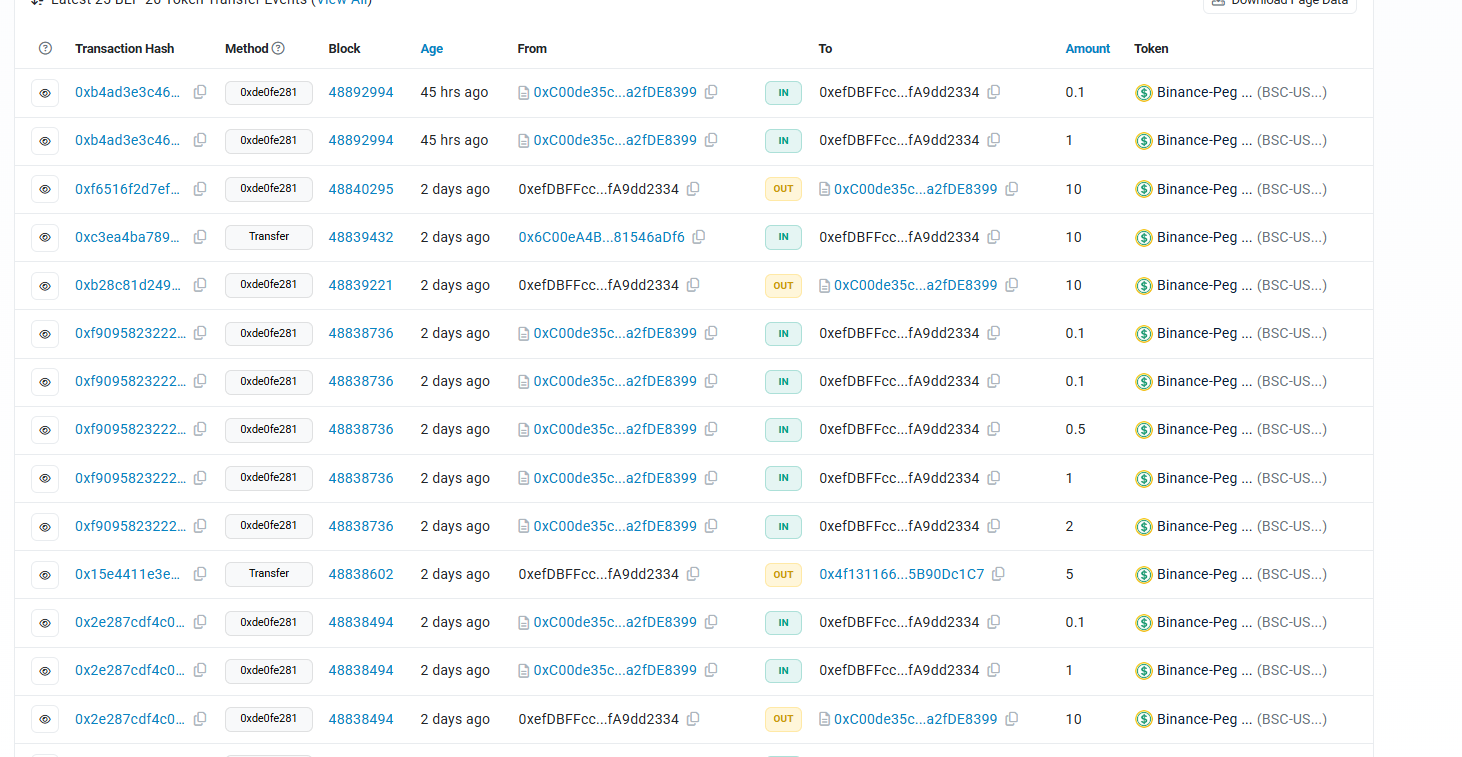 Latest 25 BEP-20 Token Transfer Events (View All) Download Page Data
Transaction Hash Method Block Age From To Amount Token
0xb4ad3e3c46... 0xde0fe281 48892994 45 hrs ago 0xC00de35c...a2fDE8399 IN 0xefDBFFcc...fA9dd2334 0.1 Binance-Peg ... (BSC-US...)
0xb4ad3e3c46... 0xde0fe281 48892994 45 hrs ago 0xC00de35c...a2fDE8399 IN 0xefDBFFcc...fA9dd2334 1 Binance-Peg ... (BSC-US...)
0xf6516f2d7ef... 0xde0fe281 48840295 2 days ago 0xefDBFFcc...fA9dd2334 OUT 0xC00de35c...a2fDE8399 10 Binance-Peg ... (BSC-US...)
0xc3ea4ba789... Transfer 48839432 2 days ago 0x6C00eA4B...81546aDf6 IN 0xefDBFFcc...fA9dd2334 10 Binance-Peg ... (BSC-US...)
0xb28c81d249... 0xde0fe281 48839221 2 days ago 0xefDBFFcc...fA9dd2334 OUT 0xC00de35c...a2fDE8399 10 Binance-Peg ... (BSC-US...)
0xf9095823222... 0xde0fe281 48838736 2 days ago 0xC00de35c...a2fDE8399 IN 0xefDBFFcc...fA9dd2334 0.1 Binance-Peg ... (BSC-US...)
0xf9095823222... 0xde0fe281 48838736 2 days ago 0xC00de35c...a2fDE8399 IN 0xefDBFFcc...fA9dd2334 0.1 Binance-Peg ... (BSC-US...)
0xf9095823222... 0xde0fe281 48838736 2 days ago 0xC00de35c...a2fDE8399 IN 0xefDBFFcc...fA9dd2334 0.5 Binance-Peg ... (BSC-US...)
0xf9095823222... 0xde0fe281 48838736 2 days ago 0xC00de35c...a2fDE8399 IN 0xefDBFFcc...fA9dd2334 1 Binance-Peg ... (BSC-US...)
0xf9095823222... 0xde0fe281 48838736 2 days ago 0xC00de35c...a2fDE8399 IN 0xefDBFFcc...fA9dd2334 2 Binance-Peg ... (BSC-US...)
0x15e4411e3e... Transfer 48838602 2 days ago 0xefDBFFcc...fA9dd2334 OUT 0x4f131166...5B90Dc1C7 5 Binance-Peg ... (BSC-US...)
0x2e287cdf4c0... 0xde0fe281 48838494 2 days ago 0xC00de35c...a2fDE8399 IN 0xefDBFFcc...fA9dd2334 0.1 Binance-Peg ... (BSC-US...)
0x2e287cdf4c0... 0xde0fe281 48838494 2 days ago 0xC00de35c...a2fDE8399 IN 0xefDBFFcc...fA9dd2334 1 Binance-Peg ... (BSC-US...)
0x2e287cdf4c0... 0xde0fe281 48838494 2 days ago 0xefDBFFcc...fA9dd2334 OUT 0xC00de35c...a2fDE8399 10 Binance-Peg ... (BSC-US...)